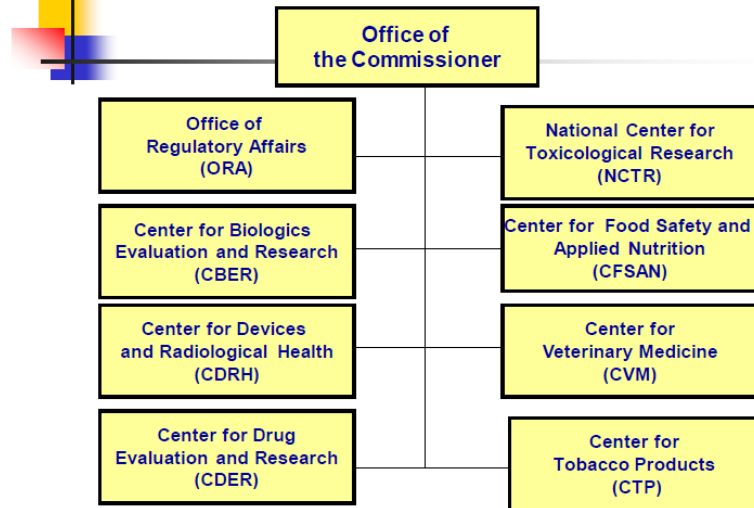 Office of
the Commissioner
Office of
Regulatory Affairs
(ORA)
National Center for
Toxicological Research
(NCTR)
Center for Biologics
Evaluation and Research
(CBER)
Center for Food Safety and
Applied Nutrition
(CFSAN)
Center for Devices
and Radiological Health
(CDRH)
Center for
Veterinary Medicine
(CVM)
Center for Drug
Evaluation and Research
(CDER)
Center for
Tobacco Products
(CTP)